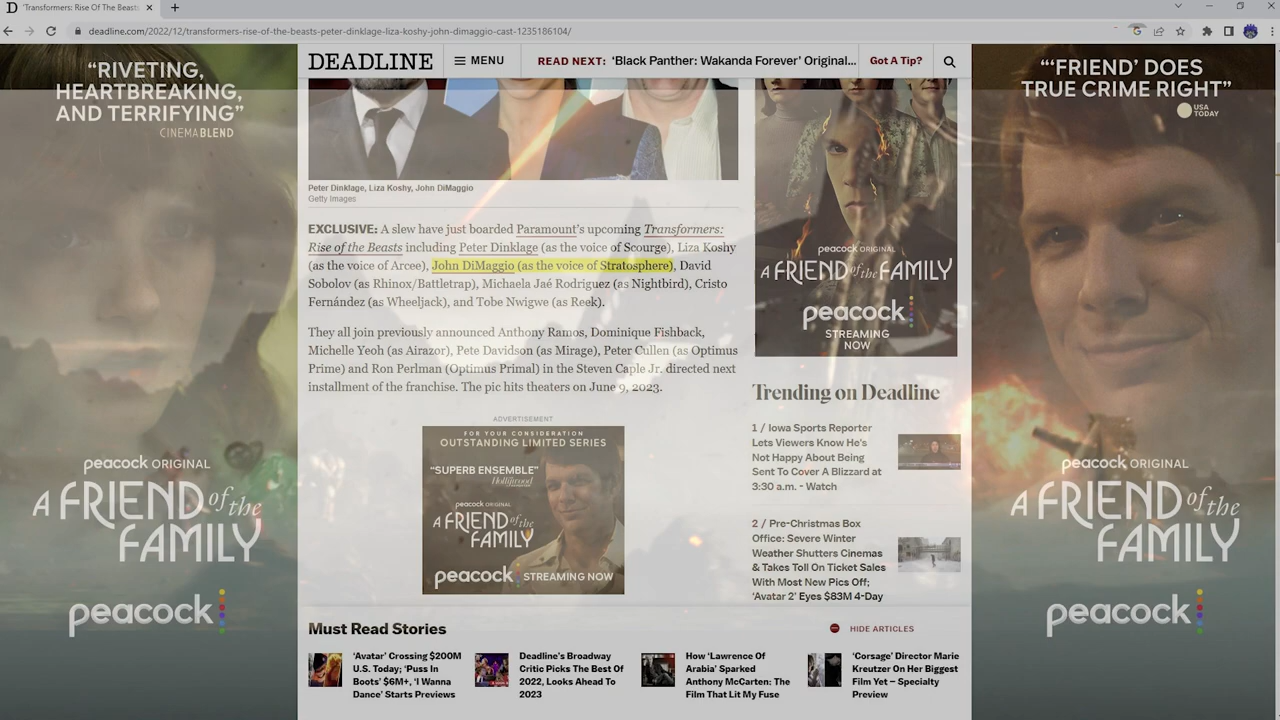 'Transformers: Rise Of The Beasts
deadline.com/2022/12/transformers-rise-of-the-beasts-peter-dinklage-liza-koshy-john-dimaggio-cast-1235186104/
DEADLINE
MENU
READ NEXT: 'Black Panther: Wakanda Forever' Original...
Got A Tip?
"RIVETING,
HEARTBREAKING,
AND TERRIFYING"
CINEMABLEND
peacock ORIGINAL
A FRIEND of the
FAMILY
peacock
Peter Dinklage, Liza Koshy, John DiMaggio
Getty Images
EXCLUSIVE: A slew have just boarded Paramount's upcoming Transformers:
Rise of the Beasts including Peter Dinklage (as the voice of Scourge), Liza Koshy
(as the voice of Arcee), John DiMaggio (as the voice of Stratosphere), David
Sobolov (as Rhinox/Battletrap), Michaela Jaé Rodriguez (as Nightbird), Cristo
Fernández (as Wheeljack), and Tobe Nwigwe (as Reek).
They all join previously announced Anthony Ramos, Dominique Fishback,
Michelle Yeoh (as Airazor), Pete Davidson (as Mirage), Peter Cullen (as Optimus
Prime) and Ron Perlman (Optimus Primal) in the Steven Caple Jr. directed next
installment of the franchise. The pic hits theaters on June 9, 2023.
ADVERTISEMENT
FOR YOUR CONSIDERATION
OUTSTANDING LIMITED SERIES
"SUPERB ENSEMBLE"
peacock ORIGINAL
A FRIEND of the
FAMILY
peacock STREAMING NOW
PEACOCK ORIGINAL
A FRIEND of the FAMILY
peacock
STREAMING
NOW
Trending on Deadline
1 / Iowa Sports Reporter
Lets Viewers Know He's
Not Happy About Being
Sent To Cover A Blizzard at
3:30 a.m. - Watch
2 / Pre-Christmas Box
Office: Severe Winter
Weather Shutters Cinemas
& Takes Toll On Ticket Sales
With Most New Pics Off;
'Avatar 2' Eyes $83M 4-Day
"'FRIEND' DOES
TRUE CRIME RIGHT"
USA
TODAY
peacock ORIGINAL
A FRIEND of the
FAMILY
peacock
Must Read Stories
HIDE ARTICLES
'Avatar' Crossing $200M
U.S. Today; 'Puss In
Boots' $6M+, 'I Wanna
Dance' Starts Previews
Deadline's Broadway
Critic Picks The Best Of
2022, Looks Ahead To
2023
How 'Lawrence Of
Arabia' Sparked
Anthony McCarten: The
Film That Lit My Fuse
'Corsage' Director Marie
Kreutzer On Her Biggest
Film Yet – Specialty
Preview